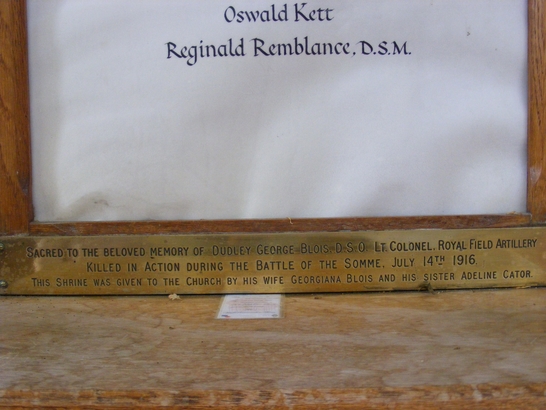 Oswald Kett
Reginald Remblance, D.S.M.
SACRED TO THE BELOVED MEMORY OF DUDLEY GEORGE BLOIS D.S.O. LT COLONEL, ROYAL FIELD ARTILLERY
KILLED IN ACTION DURING THE BATTLE OF THE SOMME, JULY 14TH 1916.
THIS SHRINE WAS GIVEN TO THE CHURCH BY HIS WIFE GEORGIANA BLOIS AND HIS SISTER ADELINE CATOR.